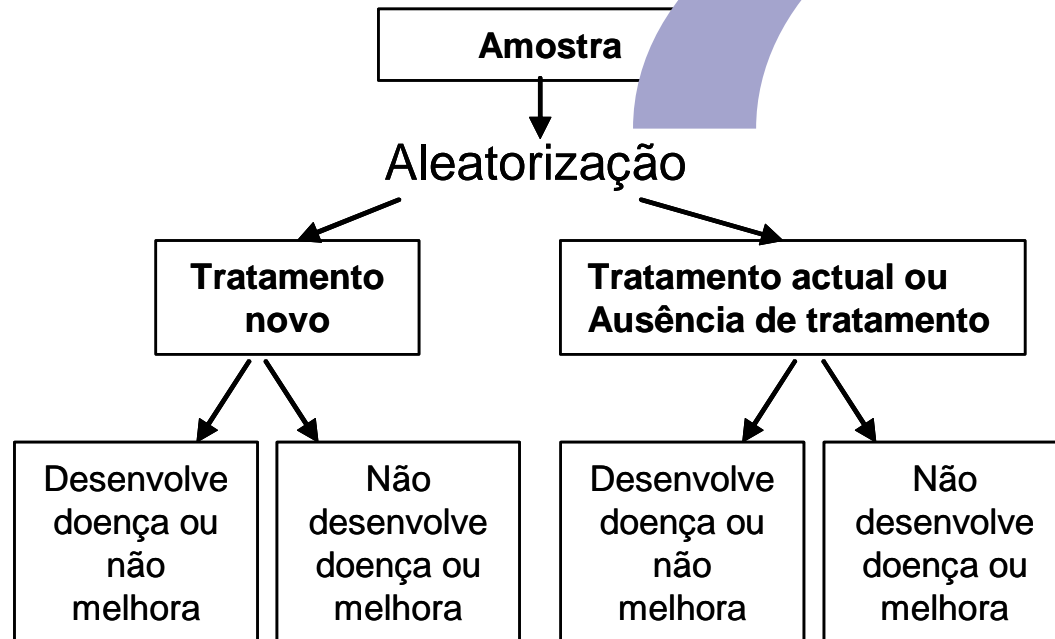 Amostra
Aleatorização
Tratamento
novo
Tratamento actual ou
Ausência de tratamento
Desenvolve
doença ou
não
melhora
Não
desenvolve
doença ou
melhora
Desenvolve
doença ou
não
melhora
Não
desenvolve
doença ou
melhora